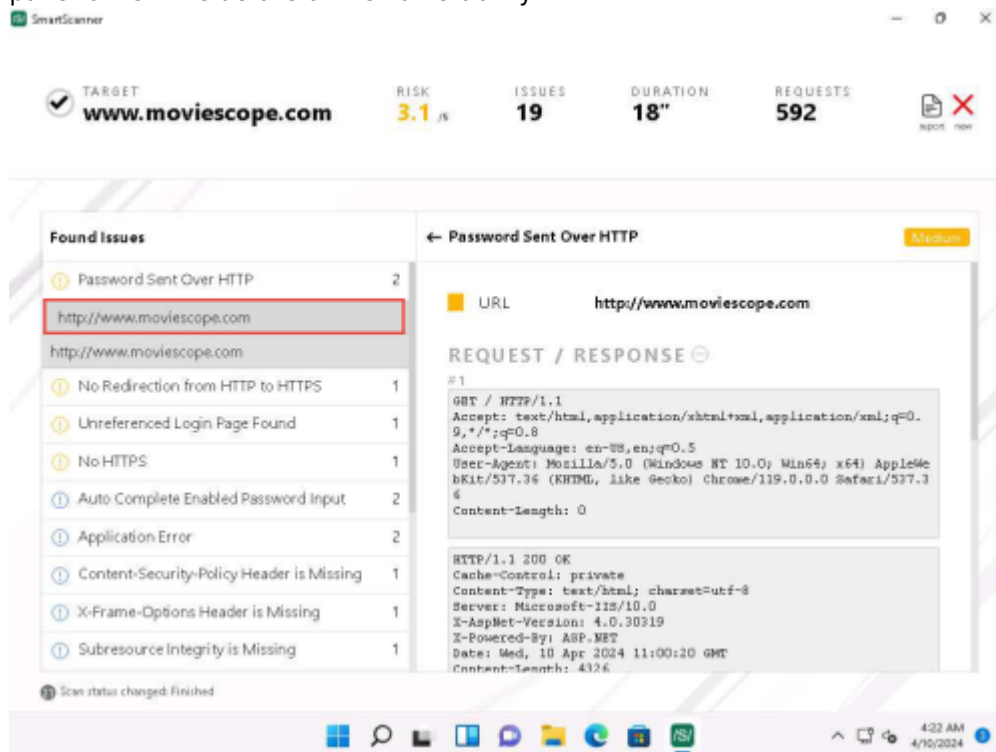 SmartScanner
TARGET
www.moviescope.com
RISK
3.1 /5
ISSUES
19
DURATION
18"
REQUESTS
592
report new
Found Issues
Password Sent Over HTTP 2
http://www.moviescope.com
http://www.moviescope.com
No Redirection from HTTP to HTTPS 1
Unreferenced Login Page Found 1
No HTTPS 1
Auto Complete Enabled Password Input 2
Application Error 2
Content-Security-Policy Header is Missing 1
X-Frame-Options Header is Missing 1
Subresource Integrity is Missing 1
← Password Sent Over HTTP
Medium
URL http://www.moviescope.com
REQUEST / RESPONSE
#1
GET / HTTP/1.1
Accept: text/html,application/xhtml+xml,application/xml;q=0.
9,*/*;q=0.8
Accept-Language: en-US,en;q=0.5
User-Agent: Mozilla/5.0 (Windows NT 10.0; Win64; x64) AppleWe
bKit/537.36 (KHTML, like Gecko) Chrome/119.0.0.0 Safari/537.3
6
Content-Length: 0
HTTP/1.1 200 OK
Cache-Control: private
Content-Type: text/html; charset=utf-8
Server: Microsoft-IIS/10.0
X-AspNet-Version: 4.0.30319
X-Powered-By: ASP.NET
Date: Wed, 10 Apr 2024 11:00:20 GMT
Content-Length: 4326
Scan status changed: Finished
/S/
4:22 AM
4/10/2024